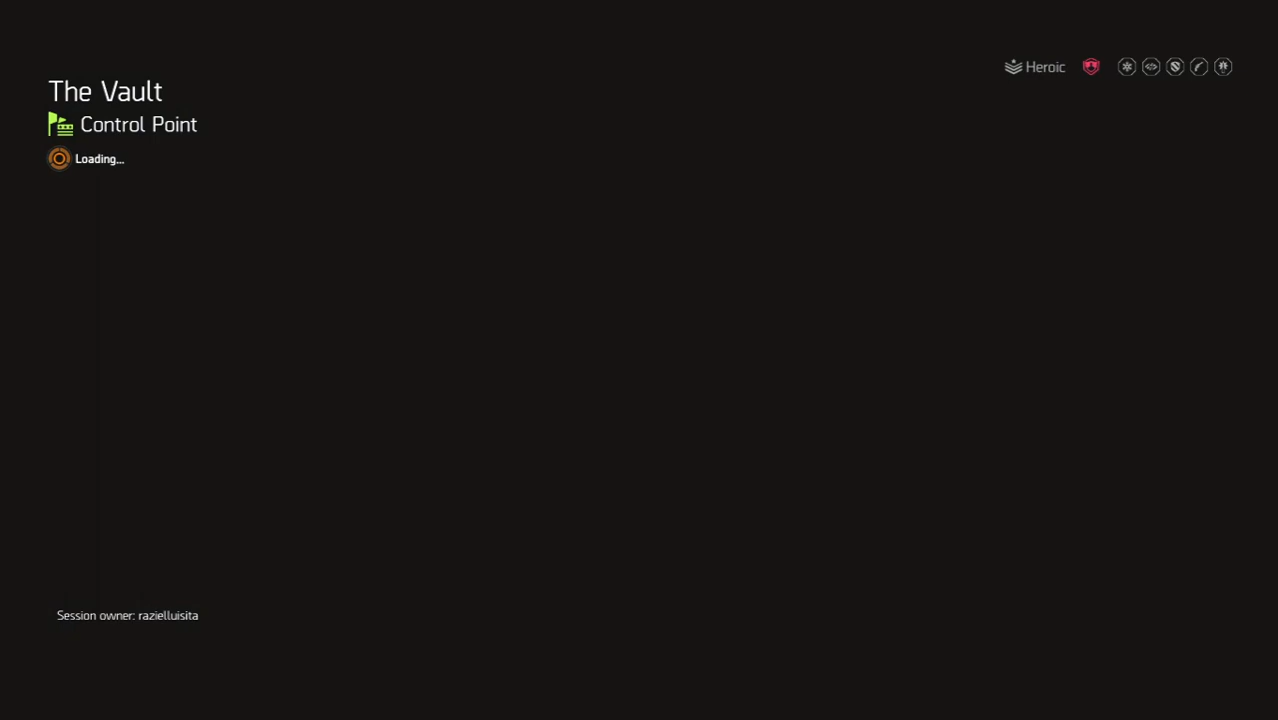 The Vault
Heroic
Control Point
Loading...
Session owner: razielluisita